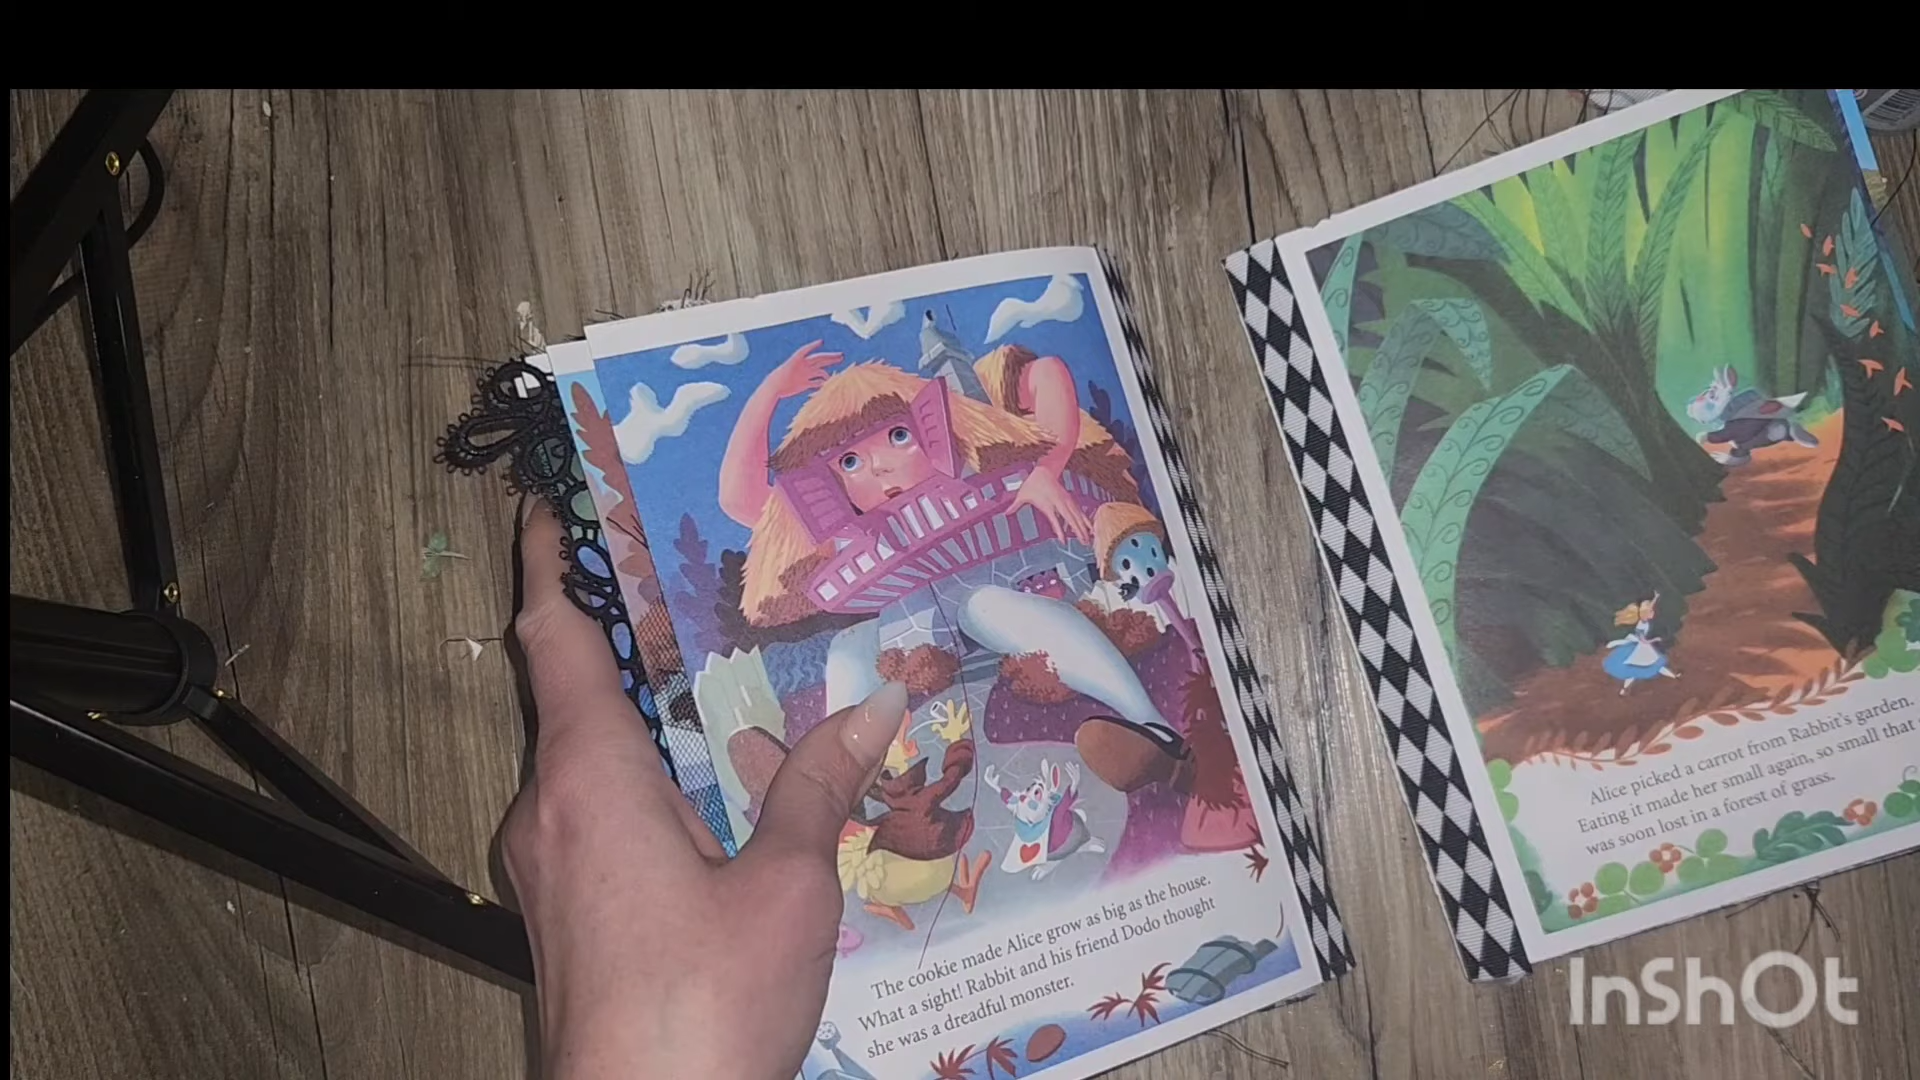 The cookie made Alice grow as big as the house.
What a sight! Rabbit and his friend Dodo thought
she was a dreadful monster.
Alice picked a carrot from Rabbit's garden.
Eating it made her small again, so small that
was soon lost in a forest of grass.
InShOt